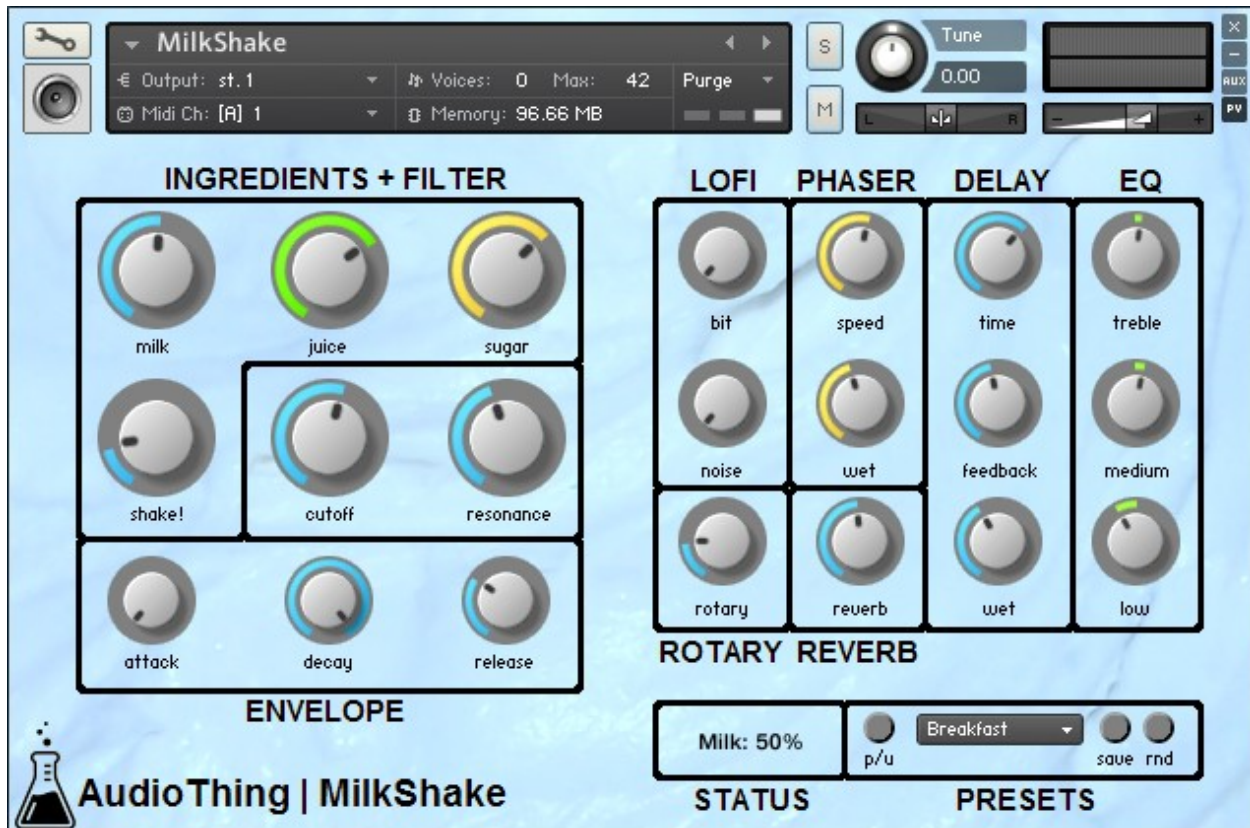 MilkShake
Output: st. 1
Voices: 0 Max: 42
Purge
Midi Ch: [A] 1
Memory: 96.66 MB
S
M
Tune
0.00
L
R
-
+
X
-
AUX
PV
INGREDIENTS + FILTER
milk
juice
sugar
shake!
cutoff
resonance
attack
decay
release
ENVELOPE
LOFI
PHASER
DELAY
EQ
bit
speed
time
treble
noise
wet
feedback
medium
rotary
reverb
wet
low
ROTARY
REVERB
Milk: 50%
p/u
Breakfast
save
rnd
STATUS
PRESETS
AudioThing | MilkShake